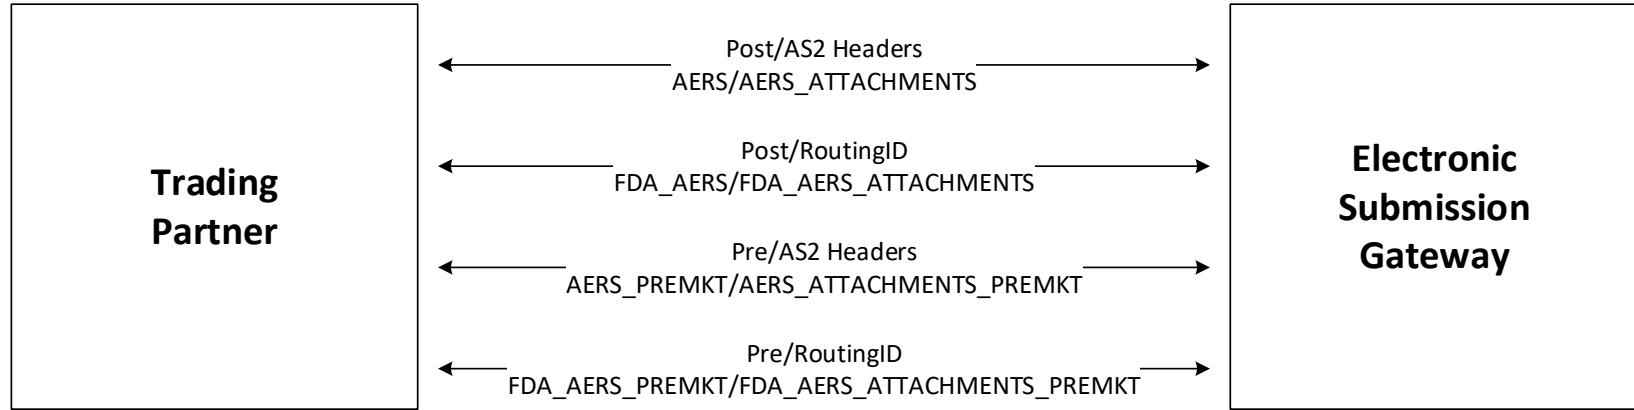 Trading
Partner
Post/AS2 Headers
AERS/AERS_ATTACHMENTS
Post/RoutingID
FDA_AERS/FDA_AERS_ATTACHMENTS
Pre/AS2 Headers
AERS_PREMKT/AERS_ATTACHMENTS_PREMKT
Pre/RoutingID
FDA_AERS_PREMKT/FDA_AERS_ATTACHMENTS_PREMKT
Electronic
Submission
Gateway